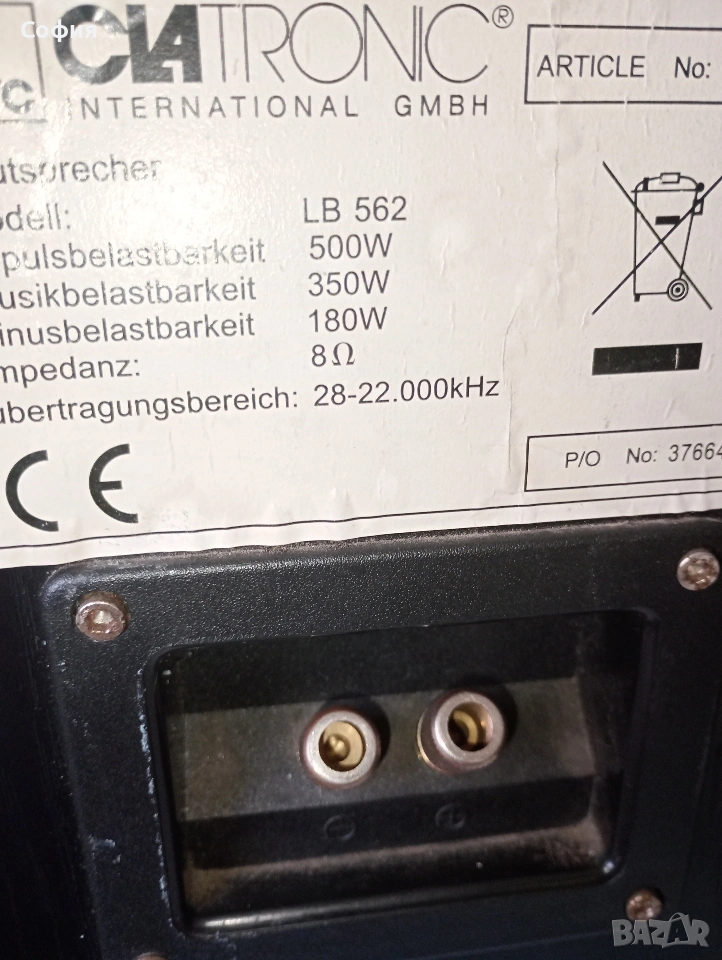 София
CLATRONIC®
INTERNATIONAL GMBH
ARTICLE No:
utsprecher
odell: LB 562
pulsbelastbarkeit 500W
usikbelastbarkeit 350W
inusbelastbarkeit 180W
mpedanz: 8Ω
übertragungsbereich: 28-22.000kHz
CE
P/O No: 37664
BAZAR